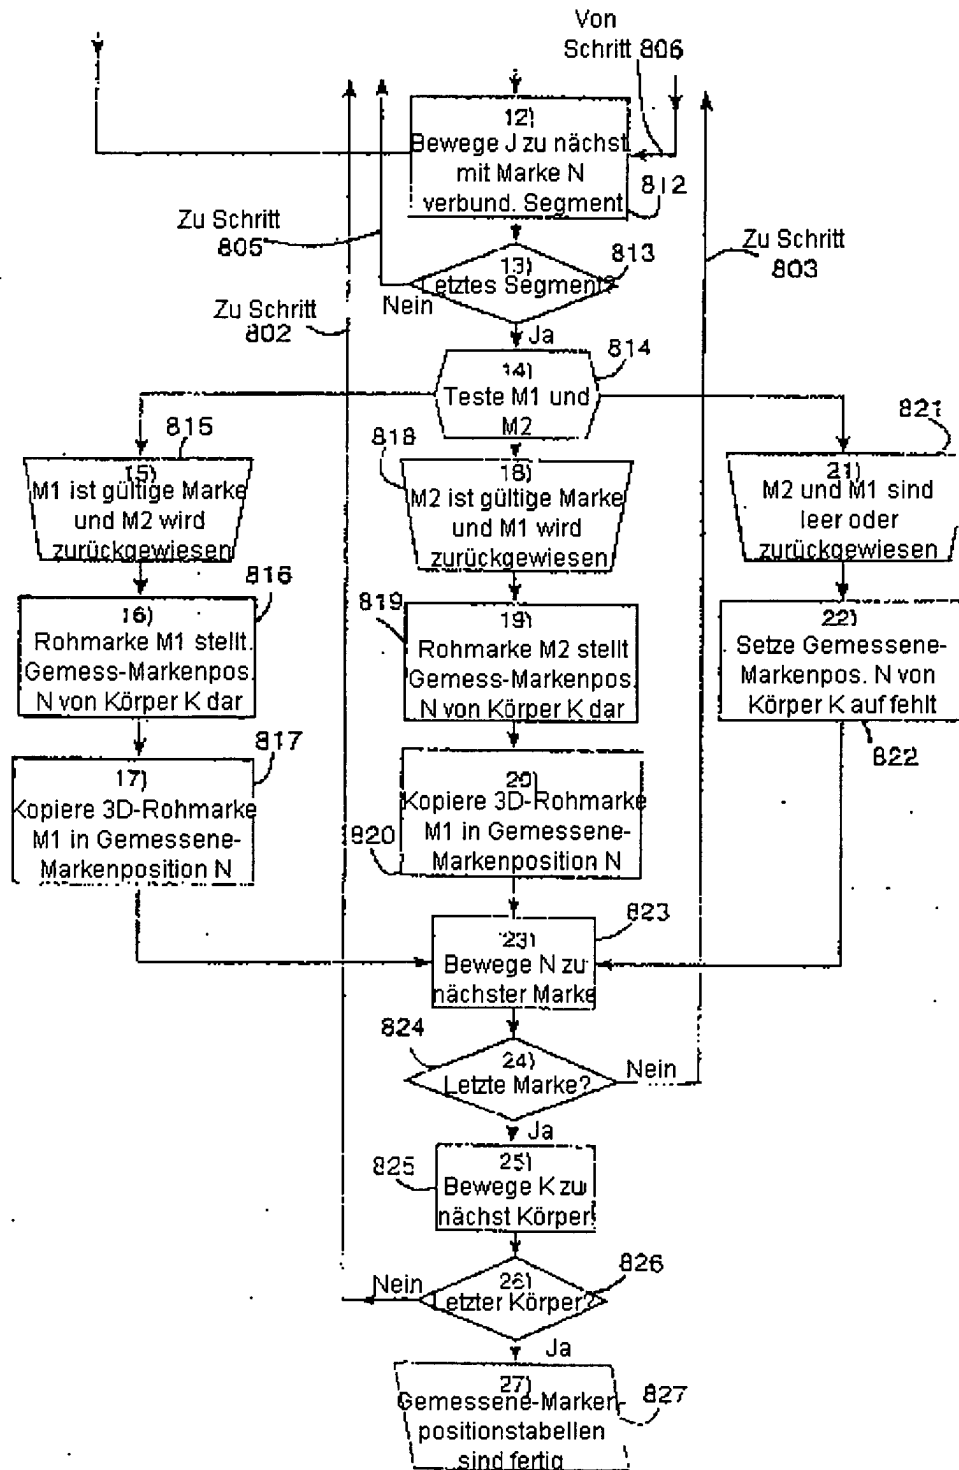 Von
Schritt 806
12)
Bewege J zu nächst
mit Marke N
verbund. Segment
812
Zu Schritt
805
13)
Letztes Segment?
813
Nein
Ja
Zu Schritt
803
Zu Schritt
802
14)
Teste M1 und
M2
814
815
15)
M1 ist gültige Marke
und M2 wird
zurückgewiesen
818
18)
M2 ist gültige Marke
und M1 wird
zurückgewiesen
821
21)
M2 und M1 sind
leer oder
zurückgewiesen
816
16)
Rohmarke M1 stellt
Gemess-Markenpos.
N von Körper K dar
819
19)
Rohmarke M2 stellt
Gemess-Markenpos.
N von Körper K dar
22)
Setze Gemessene-
Markenpos. N von
Körper K auf fehlt
822
817
17)
Kopiere 3D-Rohmarke
M1 in Gemessene-
Markenposition N
20)
Kopiere 3D-Rohmarke
M1 in Gemessene-
Markenposition N
820
823
23)
Bewege N zu
nächster Marke
824
24)
Letzte Marke?
Nein
Ja
825
25)
Bewege K zu
nächst Körper
826
26)
Letzter Körper?
Nein
Ja
27)
Gemessene-Marken-
positionstabellen
sind fertig
827